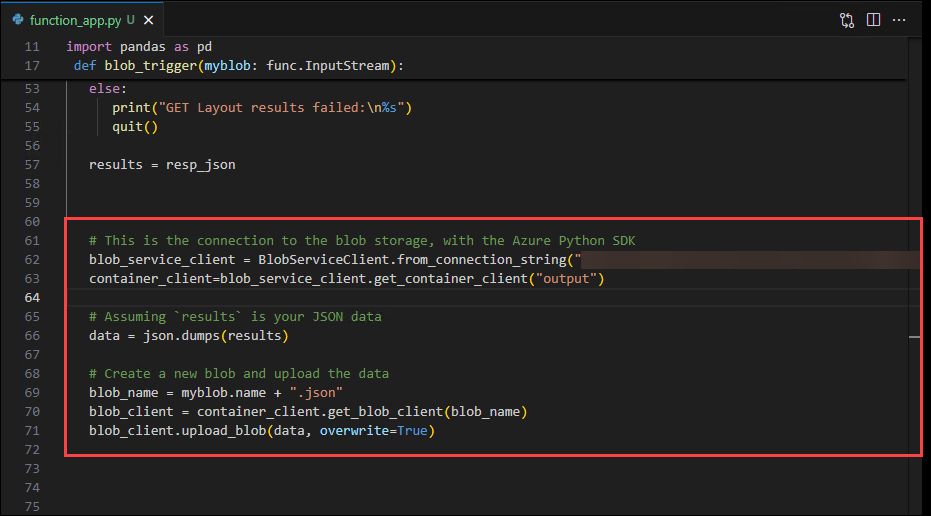 function_app.py U
11 import pandas as pd
17 def blob_trigger(myblob: func.InputStream):
53 else:
54 print("GET Layout results failed:\n%s")
55 quit()
56
57 results = resp_json
58
59
60
61 # This is the connection to the blob storage, with the Azure Python SDK
62 blob_service_client = BlobServiceClient.from_connection_string("
63 container_client=blob_service_client.get_container_client("output")
64
65 # Assuming `results` is your JSON data
66 data = json.dumps(results)
67
68 # Create a new blob and upload the data
69 blob_name = myblob.name + ".json"
70 blob_client = container_client.get_blob_client(blob_name)
71 blob_client.upload_blob(data, overwrite=True)
72
73
74
75